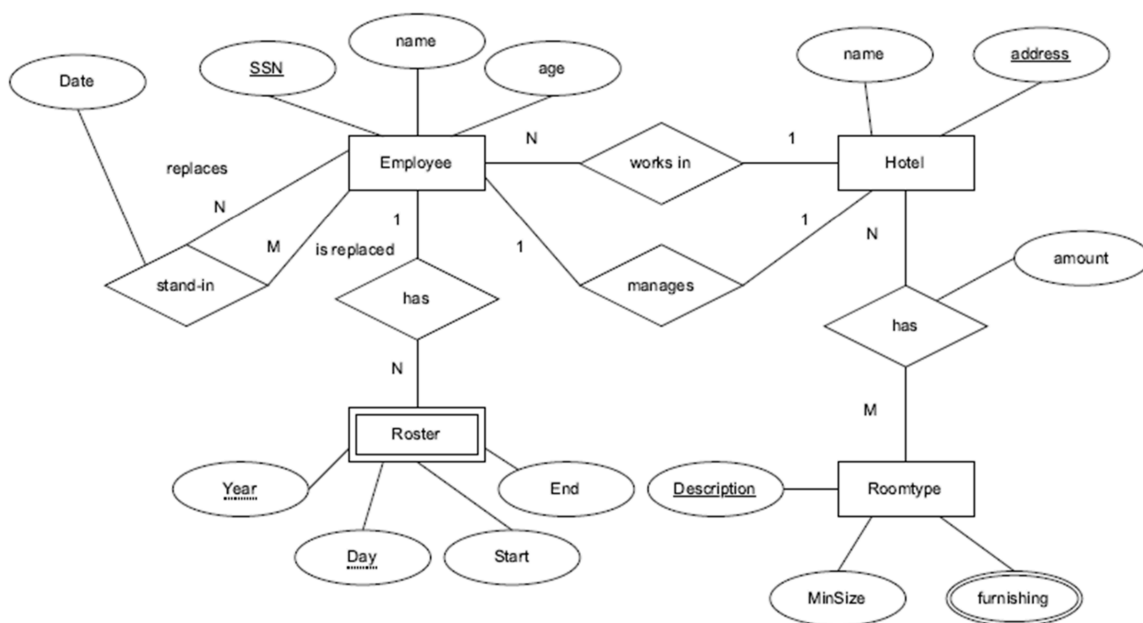 name
SSN
age
Date
name
address
replaces
N
M
is replaced
stand-in
Employee
N
works in
1
Hotel
1
has
N
1
manages
1
N
has
amount
M
Roster
Year
Day
Start
End
Roomtype
Description
MinSize
furnishing